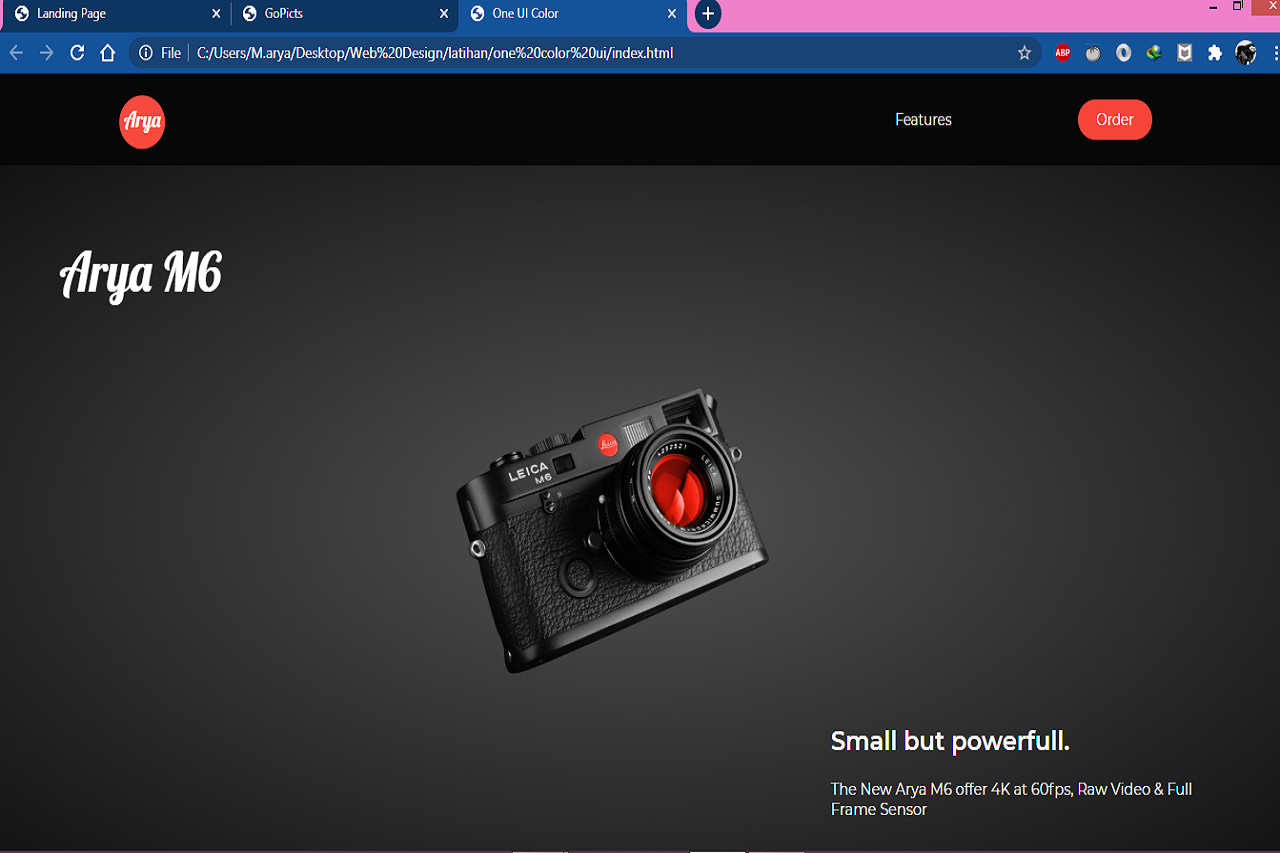 Landing Page
GoPicts
One UI Color
File
C:/Users/M.arya/Desktop/Web%20Design/latihan/one%20color%20ui/index.html
ABP
Arya
Features
Order
Arya M6
Leica
LEICA
M6
4292521
LEICA
Small but powerfull.
The New Arya M6 offer 4K at 60fps, Raw Video & Full
Frame Sensor